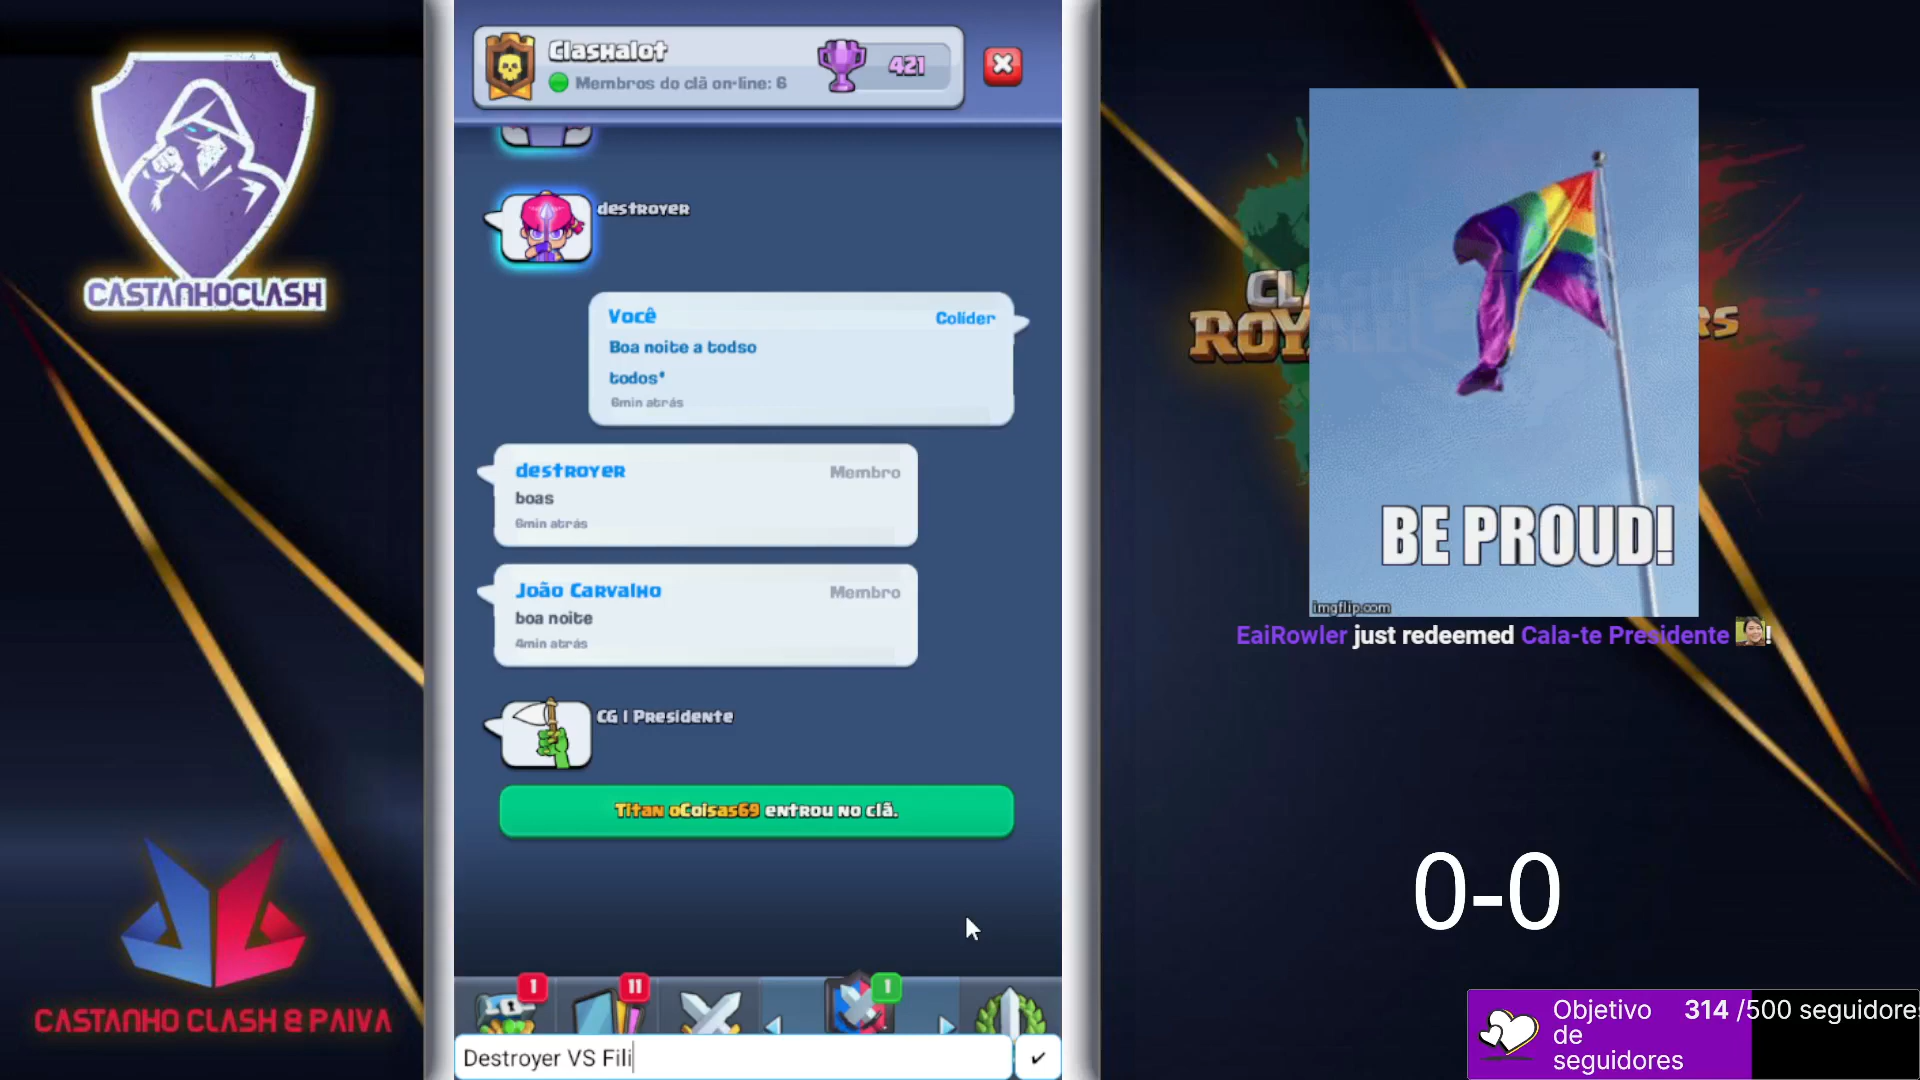 CASTANHOCLASH
Clashalot
Membros do clã on-line: 6
421
destroyer
Você
Colíder
Boa noite a todso
todos*
6min atrás
destroyer
Membro
boas
6min atrás
João Carvalho
Membro
boa noite
4min atrás
CG | Presidente
Titan oCoisas69 entrou no clã.
1
11
1
Destroyer VS Fili
CASTANHO CLASH & PAIVA
BE PROUD!
imgflip.com
EaiRowler just redeemed Cala-te Presidente !
0-0
Objetivo
de
seguidores
314 /500 seguidores